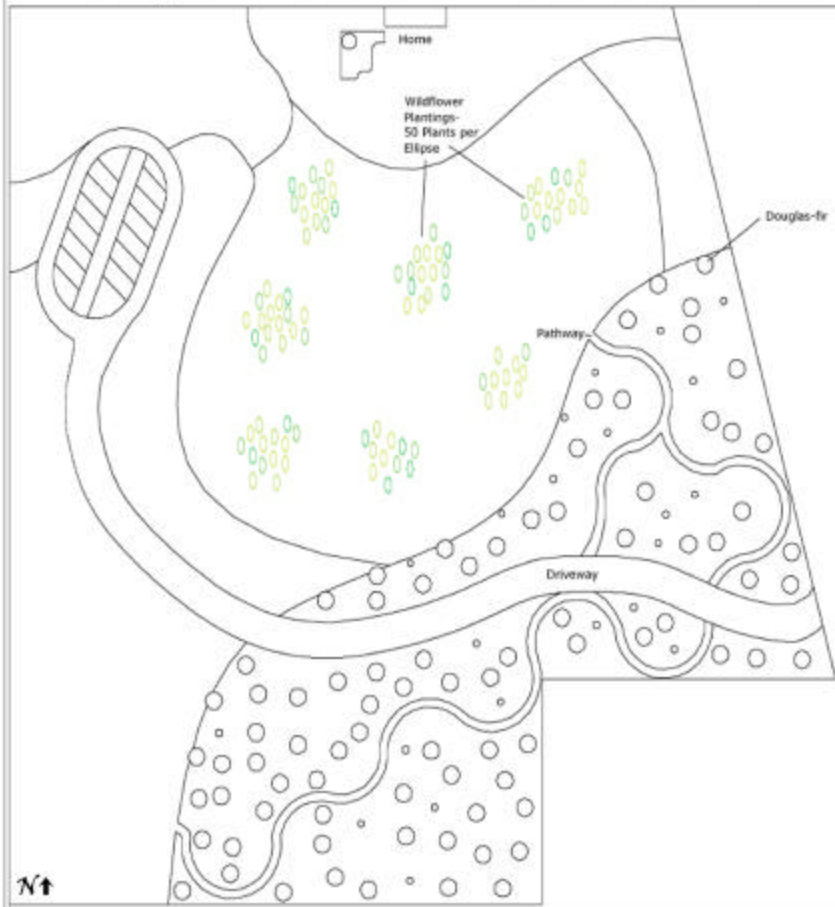 Home
Wildflower
Plantings-
50 Plants per
Ellipse
Douglas-fir
Pathway
Driveway
N